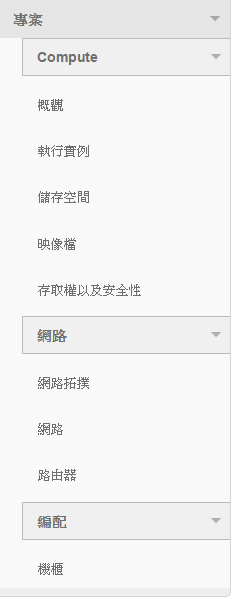 專案
Compute
概觀
執行實例
儲存空間
映像檔
存取權以及安全性
網路
網路拓撲
網路
路由器
編配
機櫃